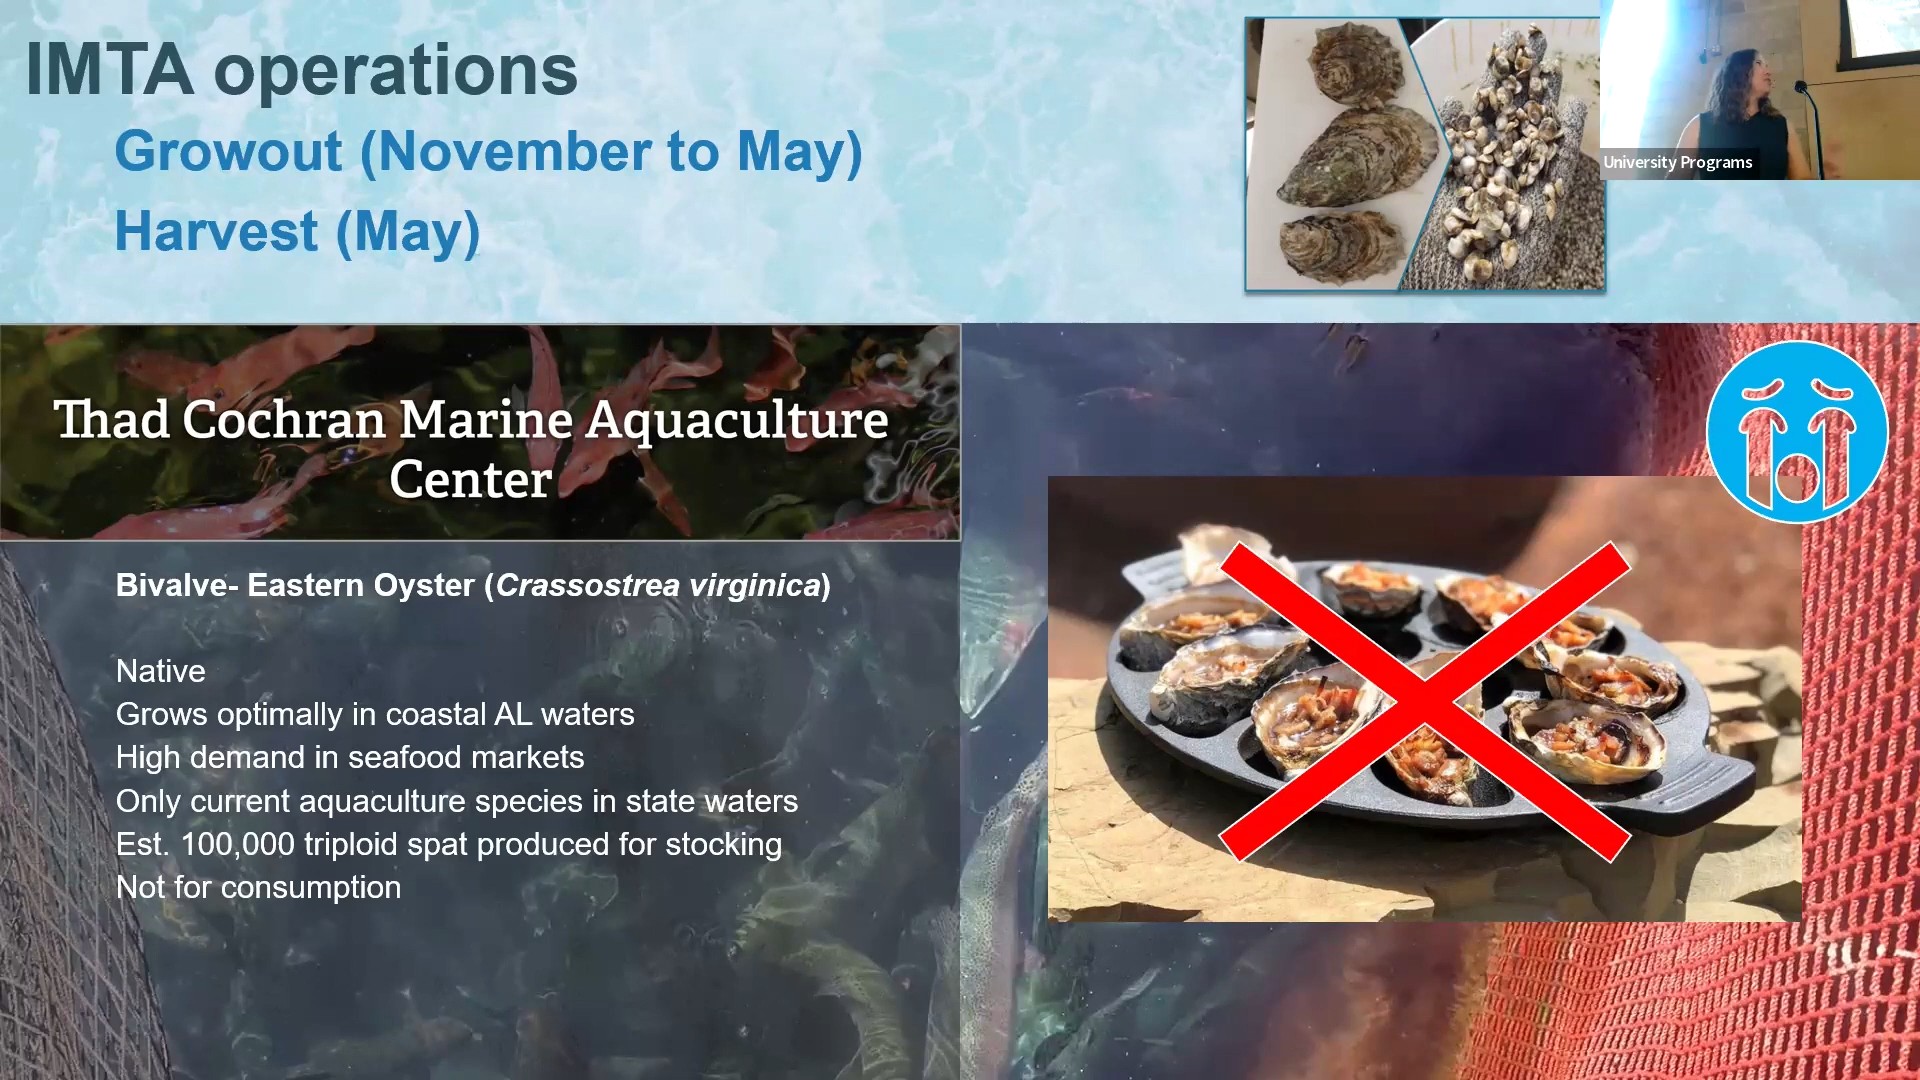 IMTA operations
Growout (November to May)
Harvest (May)
University Programs
Thad Cochran Marine Aquaculture
Center
Bivalve- Eastern Oyster (Crassostrea virginica)
Native
Grows optimally in coastal AL waters
High demand in seafood markets
Only current aquaculture species in state waters
Est. 100,000 triploid spat produced for stocking
Not for consumption